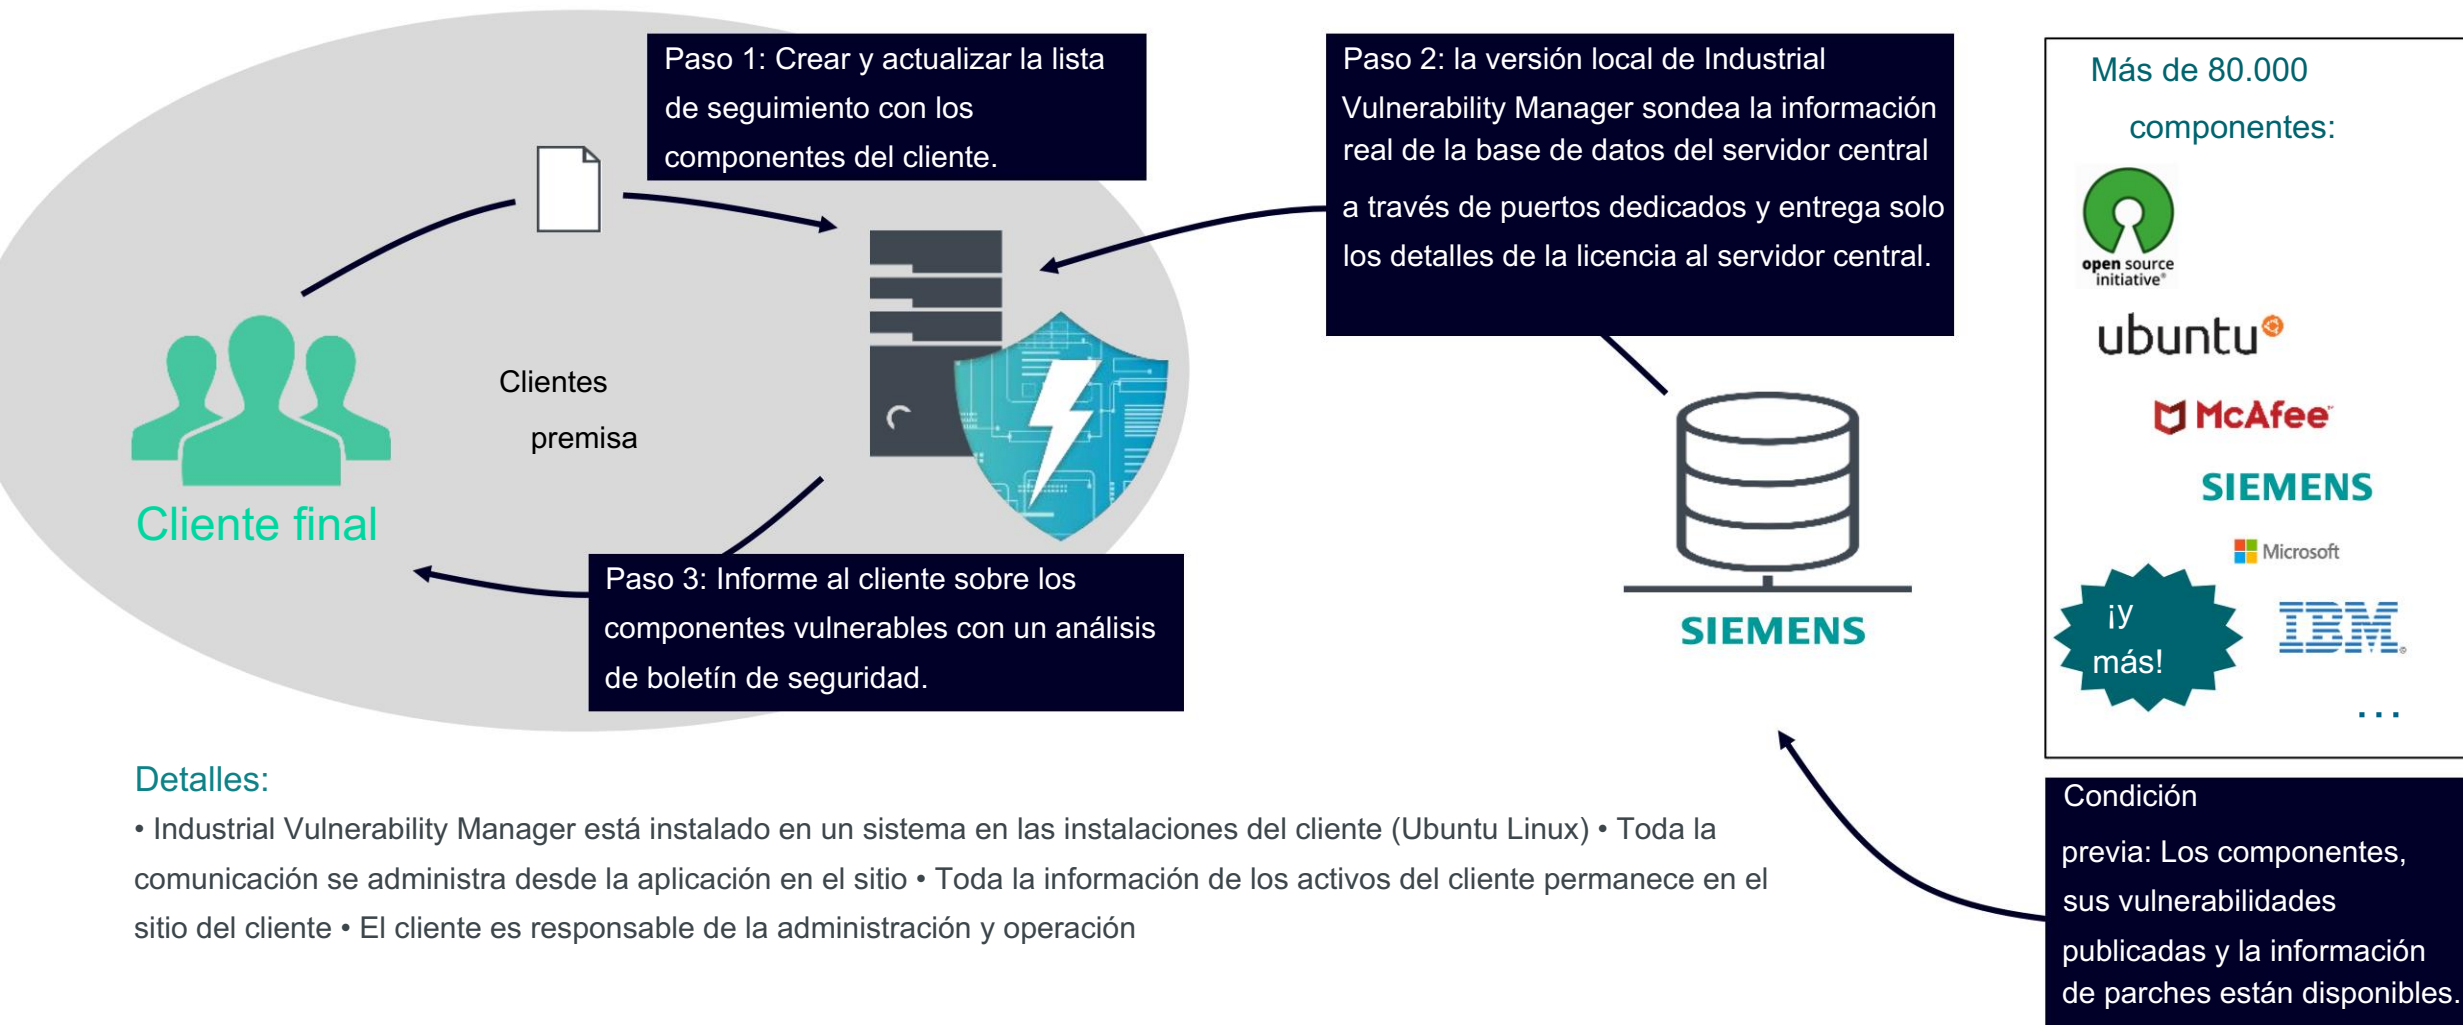 Paso 1: Crear y actualizar la lista
de seguimiento con los
componentes del cliente.
Paso 2: la versión local de Industrial
Vulnerability Manager sondea la información
real de la base de datos del servidor central
a través de puertos dedicados y entrega solo
los detalles de la licencia al servidor central.
Más de 80.000
componentes:
open source
initiative®
ubuntu
McAfee™
SIEMENS
Microsoft
¡y
más!
IBM®
...
Clientes
premisa
Cliente final
Paso 3: Informe al cliente sobre los
componentes vulnerables con un análisis
de boletín de seguridad.
SIEMENS
Detalles:
• Industrial Vulnerability Manager está instalado en un sistema en las instalaciones del cliente (Ubuntu Linux) • Toda la
comunicación se administra desde la aplicación en el sitio • Toda la información de los activos del cliente permanece en el
sitio del cliente • El cliente es responsable de la administración y operación
Condición
previa: Los componentes,
sus vulnerabilidades
publicadas y la información
de parches están disponibles.